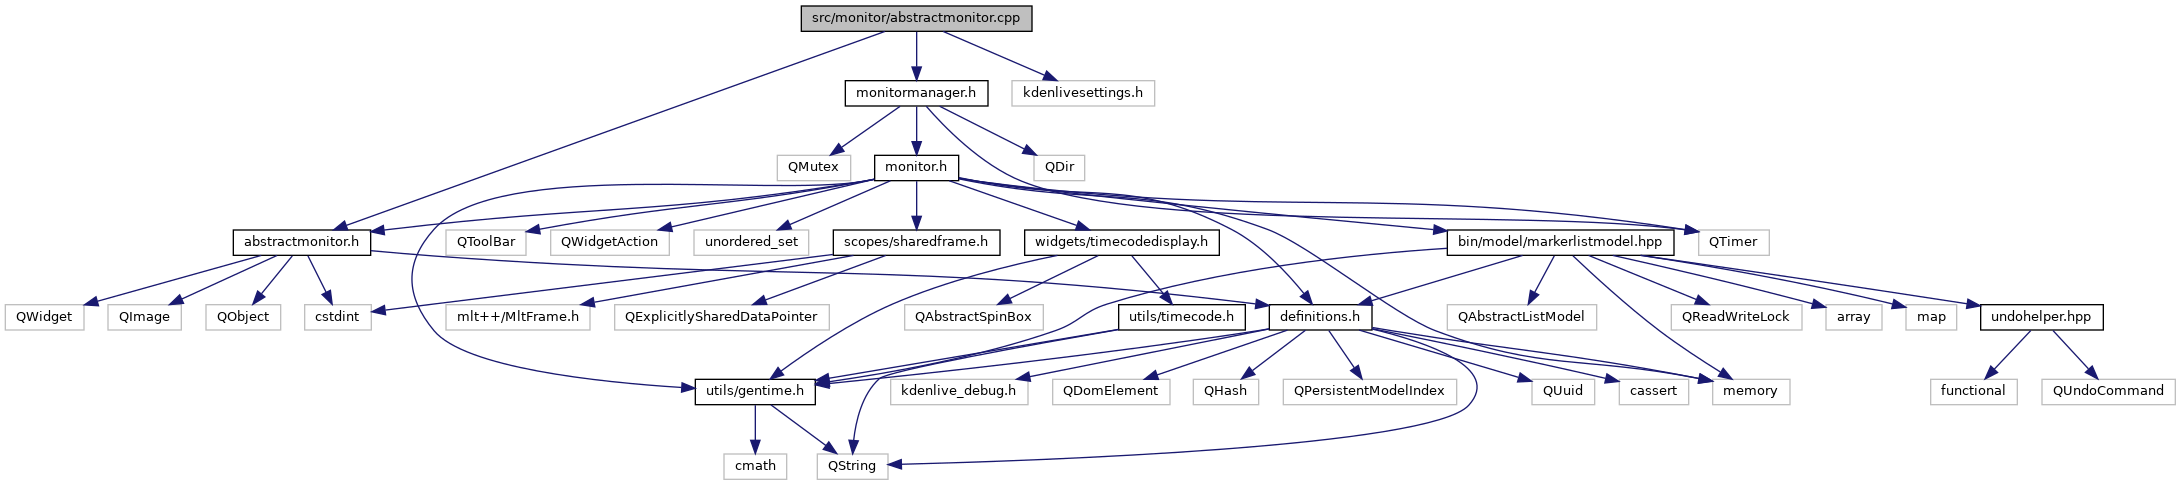 src/monitor/abstractmonitor.cpp
monitormanager.h
kdenlivesettings.h
QMutex
monitor.h
QDir
abstractmonitor.h
QToolBar
QWidgetAction
unordered_set
scopes/sharedframe.h
widgets/timecodedisplay.h
bin/model/markerlistmodel.hpp
QTimer
QWidget
QImage
QObject
cstdint
mlt++/MltFrame.h
QExplicitlySharedDataPointer
QAbstractSpinBox
utils/timecode.h
definitions.h
QAbstractListModel
QReadWriteLock
array
map
undohelper.hpp
utils/gentime.h
kdenlive_debug.h
QDomElement
QHash
QPersistentModelIndex
QUuid
cassert
memory
functional
QUndoCommand
cmath
QString